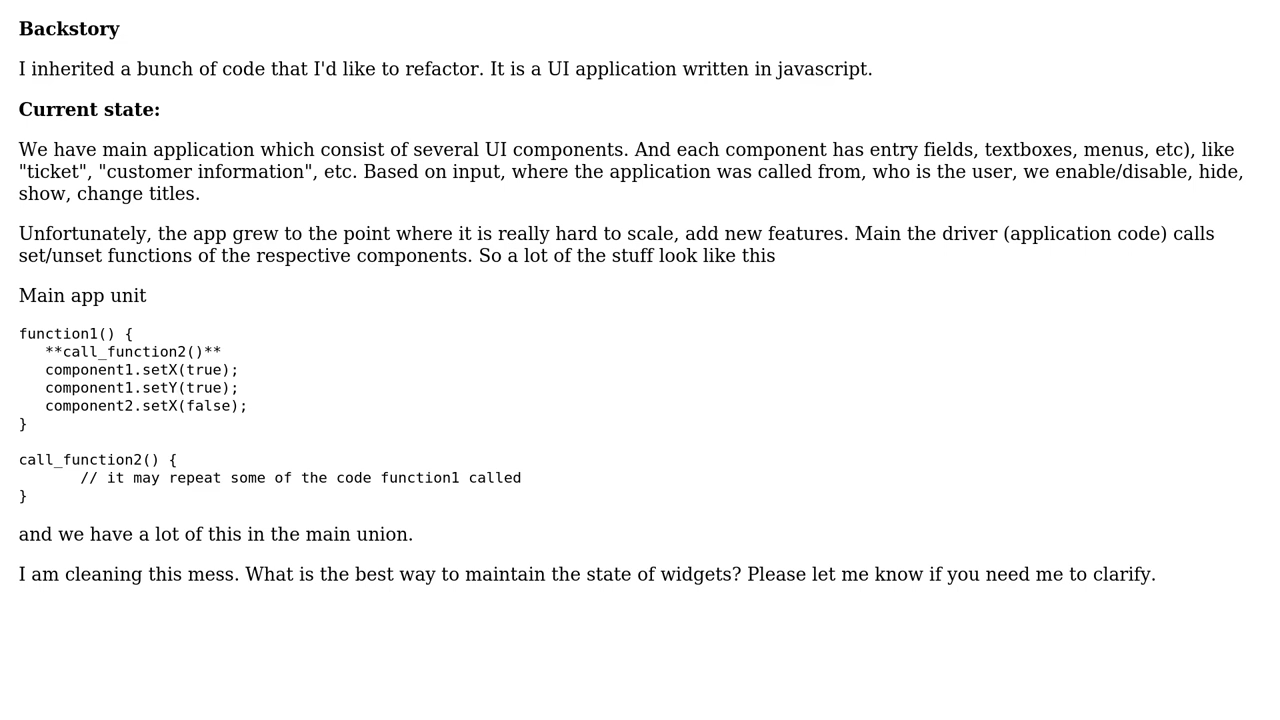 Backstory
I inherited a bunch of code that I'd like to refactor. It is a UI application written in javascript.
Current state:
We have main application which consist of several UI components. And each component has entry fields, textboxes, menus, etc), like
"ticket", "customer information", etc. Based on input, where the application was called from, who is the user, we enable/disable, hide,
show, change titles.
Unfortunately, the app grew to the point where it is really hard to scale, add new features. Main the driver (application code) calls
set/unset functions of the respective components. So a lot of the stuff look like this
Main app unit
function1() {
   **call_function2()**
   component1.setX(true);
   component1.setY(true);
   component2.setX(false);
}
call_function2() {
       // it may repeat some of the code function1 called
}
and we have a lot of this in the main union.
I am cleaning this mess. What is the best way to maintain the state of widgets? Please let me know if you need me to clarify.